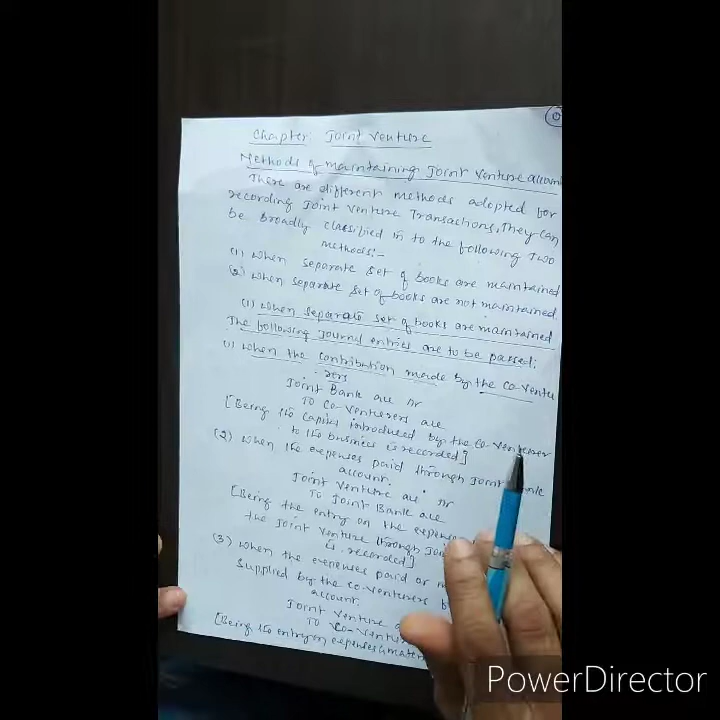 Chapter: Joint Venture
Methods of maintaining Joint Venture account
There are different methods adopted for
recording Joint Venture Transactions, They can
be broadly classified in to the following Two
methods:-
(1) When separate set of books are maintained
(2) When separate set of books are not maintained.
(1) When separate set of books are maintained
The following Journal entries are to be passed:
(1) When the contribution made by the co-ventu
rers
Joint Bank a/c Dr
To Co-venturers a/c
[Being the capital introduced by the co-venturer
to the business is recorded]
(2) When the expenses paid through Joint Bank
account.
Joint Venture a/c Dr
To Joint Bank a/c
[Being the entry on the expens
the Joint Venture through Joi
is recorded]
(3) When the expenses paid or m
supplied by the co-venturers
account.
Joint Venture a
To Co-ventu
[Being the entry on expenses & mater
PowerDirector